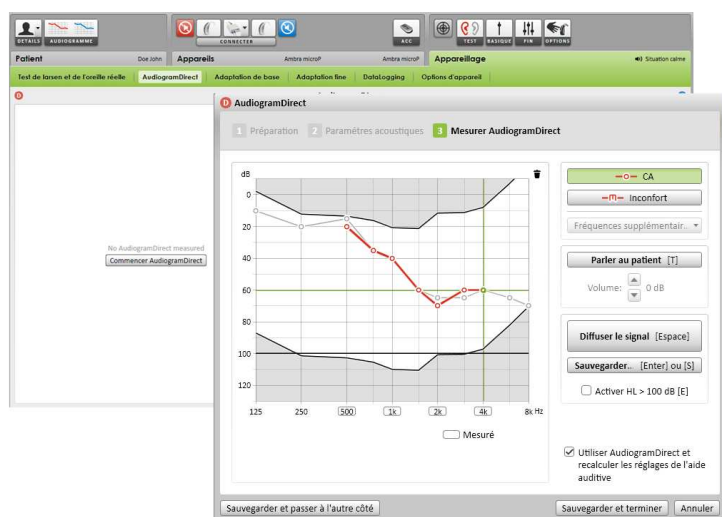 DETAILS AUDIOGRAMME CONNECTER ACC TEST BASIQUE FIN OPTIONS
Patient Doe John Appareils Ambra microP Ambra microP Appareillage Situation calme
Test de larsen et de l'oreille réelle AudiogramDirect Adaptation de base Adaptation fine DataLogging Options d'appareil
No AudiogramDirect measured
Commencer AudiogramDirect
D AudiogramDirect
1 Préparation 2 Paramètres acoustiques 3 Mesurer AudiogramDirect
dB
0
20
40
60
80
100
120
125 250 500 1k 2k 4k 8k Hz
Mesuré
CA
Inconfort
Fréquences supplémentair..
Parler au patient [T]
Volume: 0 dB
Diffuser le signal [Espace]
Sauvegarder.. [Enter] ou [S]
Activer HL > 100 dB [E]
Utiliser AudiogramDirect et
recalculer les réglages de l'aide
auditive
Sauvegarder et passer à l'autre côté Sauvegarder et terminer Annuler